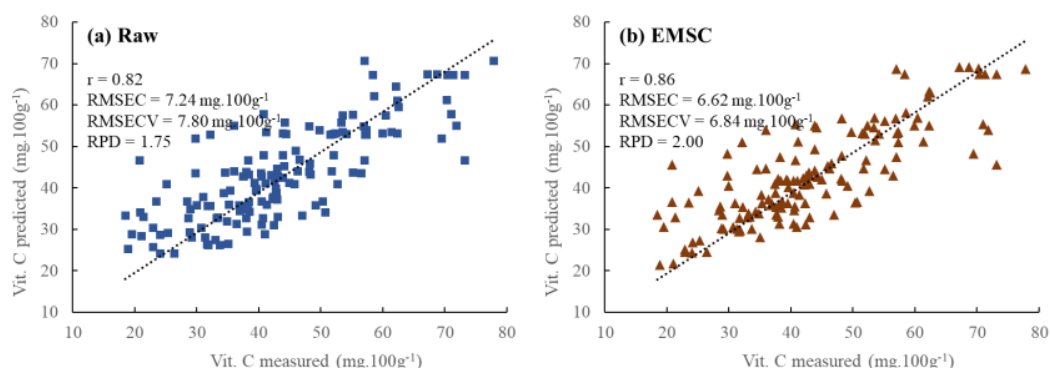 (a) Raw
r = 0.82
RMSEC = 7.24 mg.100g⁻¹)
RMSECV = 7.80 mg.100g⁻¹)
RPD = 1.75
Vit. C predicted (mg.100g⁻¹)
80
70
60
50
40
30
20
10
10 20 30 40 50 60 70 80
Vit. C measured (mg.100g⁻¹)
(b) EMSC
r = 0.86
RMSEC = 6.62 mg.100g⁻¹)
RMSECV = 6.84 mg.100g⁻¹)
RPD = 2.00
Vit. C predicted (mg.100g⁻¹)
80
70
60
50
40
30
20
10
10 20 30 40 50 60 70 80
Vit. C measured (mg.100g⁻¹)